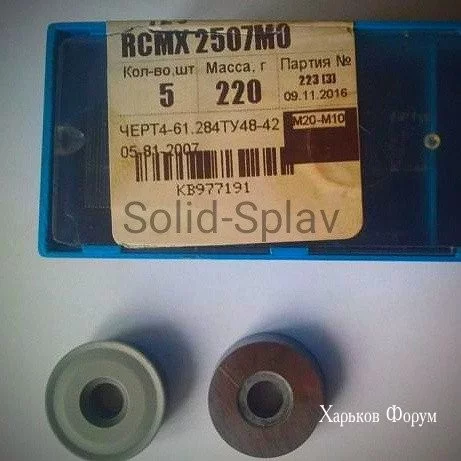 RCMX 2507MO
Кол-во,шт Масса, г Партия №
5 220 223 [3]
09.11.2016
ЧЕРТ4-61.284ТУ48-42
М20-М10
05-81.2007
КВ977191
Solid-Splav
Харьков Форум